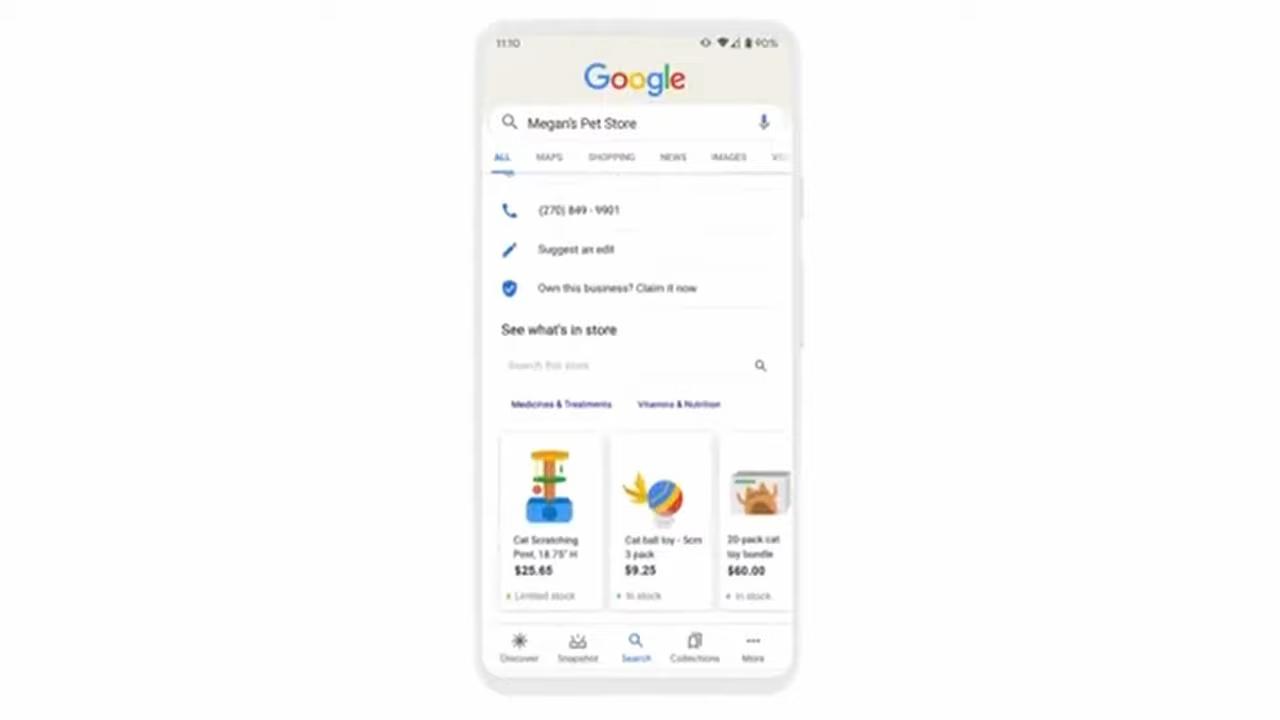 11:10
90%
Google
Megan's Pet Store
ALL MAPS SHOPPING NEWS IMAGES
(270) 849 - 9901
Suggest an edit
Own this business? Claim it now
See what's in store
Search this store
Medicines & Treatments Vitamins & Nutrition
Cat Scratching
Post, 18.75" H
$25.65
Limited stock
Cat ball toy - 5cm
3 pack
$9.25
In stock
20-pack cat
toy bundle
$60.00
In stock
Discover Snapshot Search Collections More